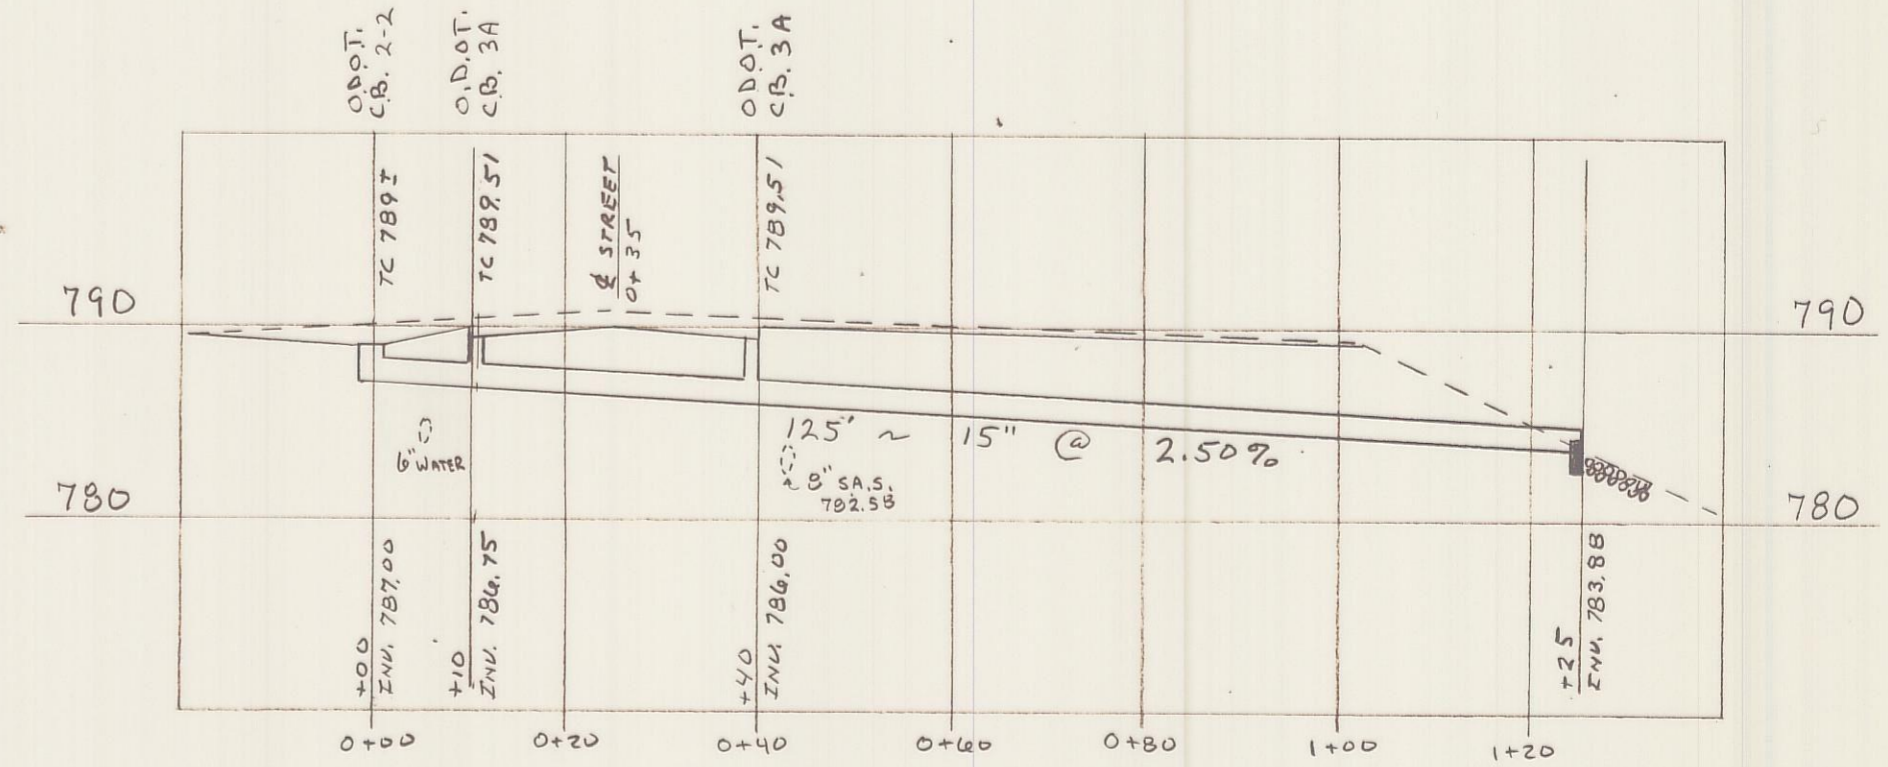 O.D.O.T.
C.B. 2-2
O.D.O.T.
C.B. 3A
O.D.O.T.
C.B. 3A
TC 789±
TC 789.51
℄ STREET
0+35
TC 789.51
790
790
6" WATER
125' ~ 15" @ 2.50%
8" SA.S.
782.58
780
780
+00
INV. 787.00
+10
INV. 786.75
+40
INV. 786.00
+25
INV. 783.88
0+00
0+20
0+40
0+60
0+80
1+00
1+20